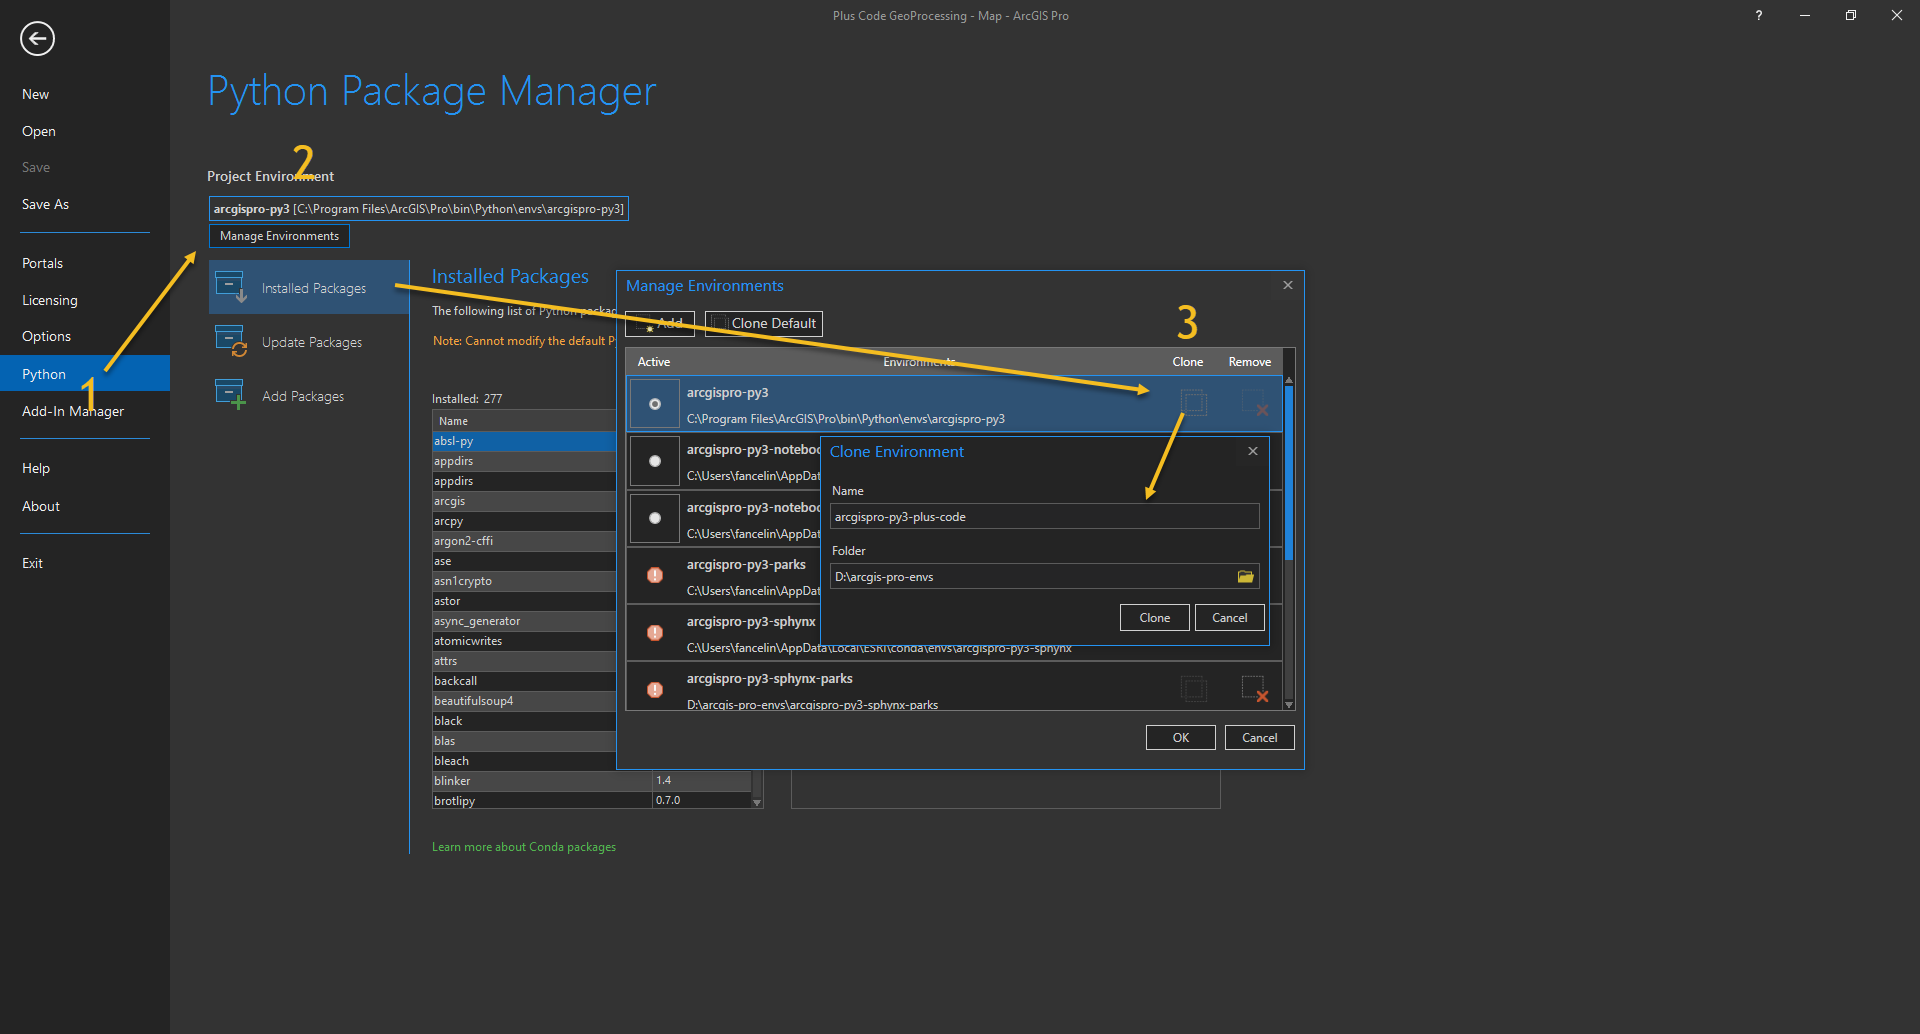 Plus Code GeoProcessing - Map - ArcGIS Pro
?
New
Open
Save
Save As
Portals
Licensing
Options
Python
1
Add-In Manager
Help
About
Exit
Python Package Manager
2
Project Environment
arcgispro-py3 [C:\Program Files\ArcGIS\Pro\bin\Python\envs\arcgispro-py3]
Manage Environments
Installed Packages
Update Packages
Add Packages
Installed Packages
The following list of Python packag
Note: Cannot modify the default P
Installed: 277
Name
absl-py
appdirs
appdirs
arcgis
arcpy
argon2-cffi
ase
asn1crypto
astor
async_generator
atomicwrites
attrs
backcall
beautifulsoup4
black
blas
bleach
blinker 1.4
brotlipy 0.7.0
Learn more about Conda packages
Manage Environments
Add
Clone Default
3
Active Environments Clone Remove
arcgispro-py3
C:\Program Files\ArcGIS\Pro\bin\Python\envs\arcgispro-py3
arcgispro-py3-noteboo
C:\Users\fancelin\AppDat
arcgispro-py3-noteboo
C:\Users\fancelin\AppDat
arcgispro-py3-parks
C:\Users\fancelin\AppDat
arcgispro-py3-sphynx
C:\Users\fancelin\AppData\Local\ESRI\conda\envs\arcgispro-py3-sphynx
arcgispro-py3-sphynx-parks
D:\arcgis-pro-envs\arcgispro-py3-sphynx-parks
OK
Cancel
Clone Environment
Name
arcgispro-py3-plus-code
Folder
D:\arcgis-pro-envs
Clone
Cancel